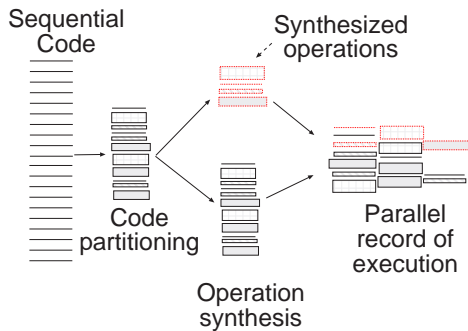 Sequential
Code
Synthesized
operations
Code
partitioning
Parallel
record of
execution
Operation
synthesis